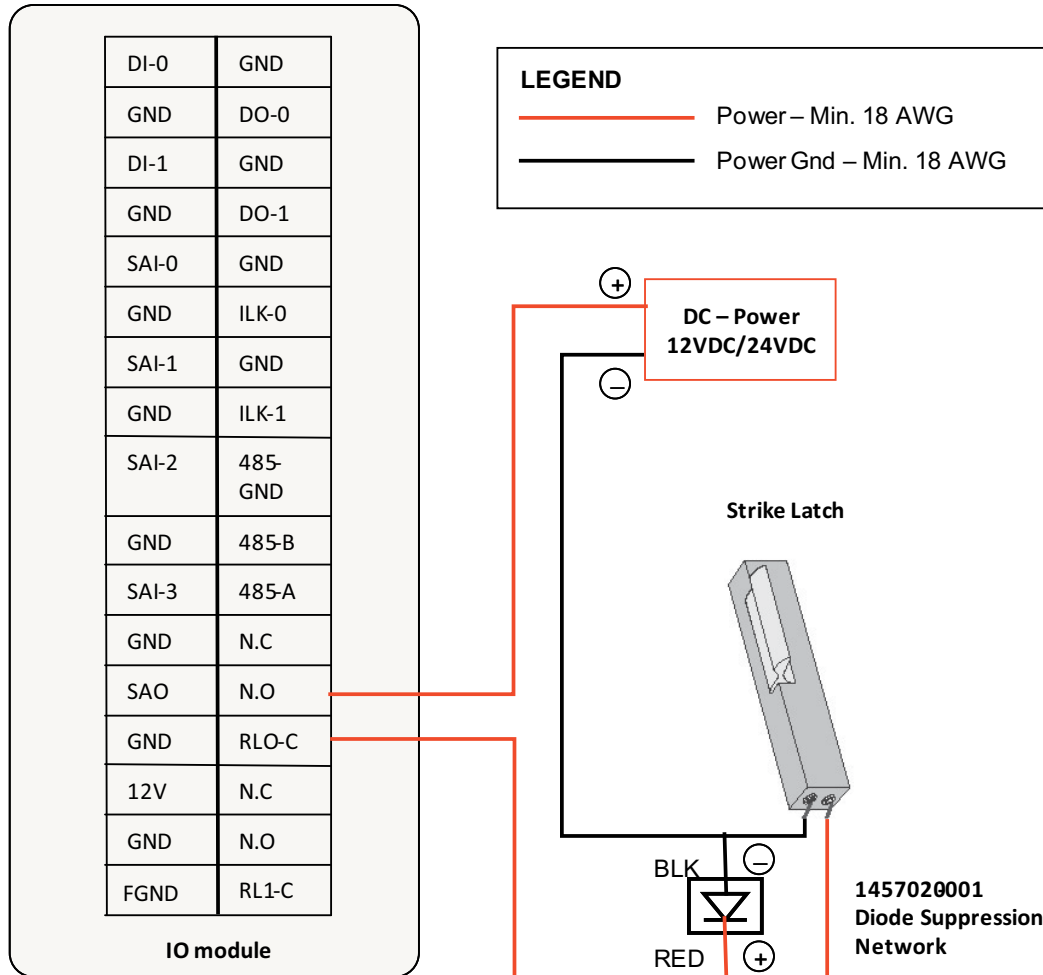 DI-0 GND
GND DO-0
DI-1 GND
GND DO-1
SAI-0 GND
GND ILK-0
SAI-1 GND
GND ILK-1
SAI-2 485-
GND
GND 485-B
SAI-3 485-A
GND N.C
SAO N.O
GND RLO-C
12V N.C
GND N.O
FGND RL1-C
IO module
LEGEND
Power – Min. 18 AWG
Power Gnd – Min. 18 AWG
+
DC – Power
12VDC/24VDC
–
Strike Latch
BLK –
RED +
1457020-001
Diode Suppression
Network